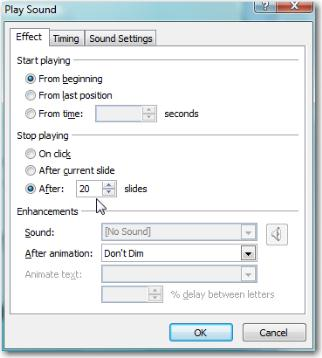 Play Sound
Effect Timing Sound Settings
Start playing
From beginning
From last position
From time: seconds
Stop playing
On click
After current slide
After: 20 slides
Enhancements
Sound: [No Sound]
After animation: Don't Dim
Animate text:
% delay between letters
OK Cancel